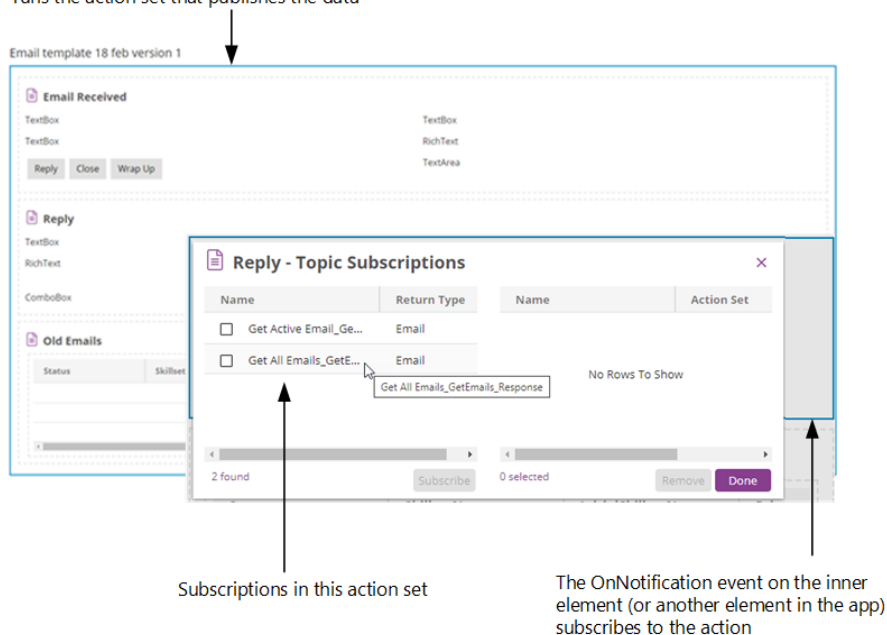 runs the action set that publishes the data
Email template 18 feb version 1
Email Received
TextBox
TextBox
TextBox
RichText
Reply Close Wrap Up
TextArea
Reply
TextBox
RichText
ComboBox
Old Emails
Status Skillset
Reply - Topic Subscriptions
Name Return Type
Name Action Set
Get Active Email_Ge... Email
Get All Emails_GetE... Email
Get All Emails_GetEmails_Response
No Rows To Show
2 found
Subscribe
0 selected
Remove Done
Subscriptions in this action set
The OnNotification event on the inner
element (or another element in the app)
subscribes to the action